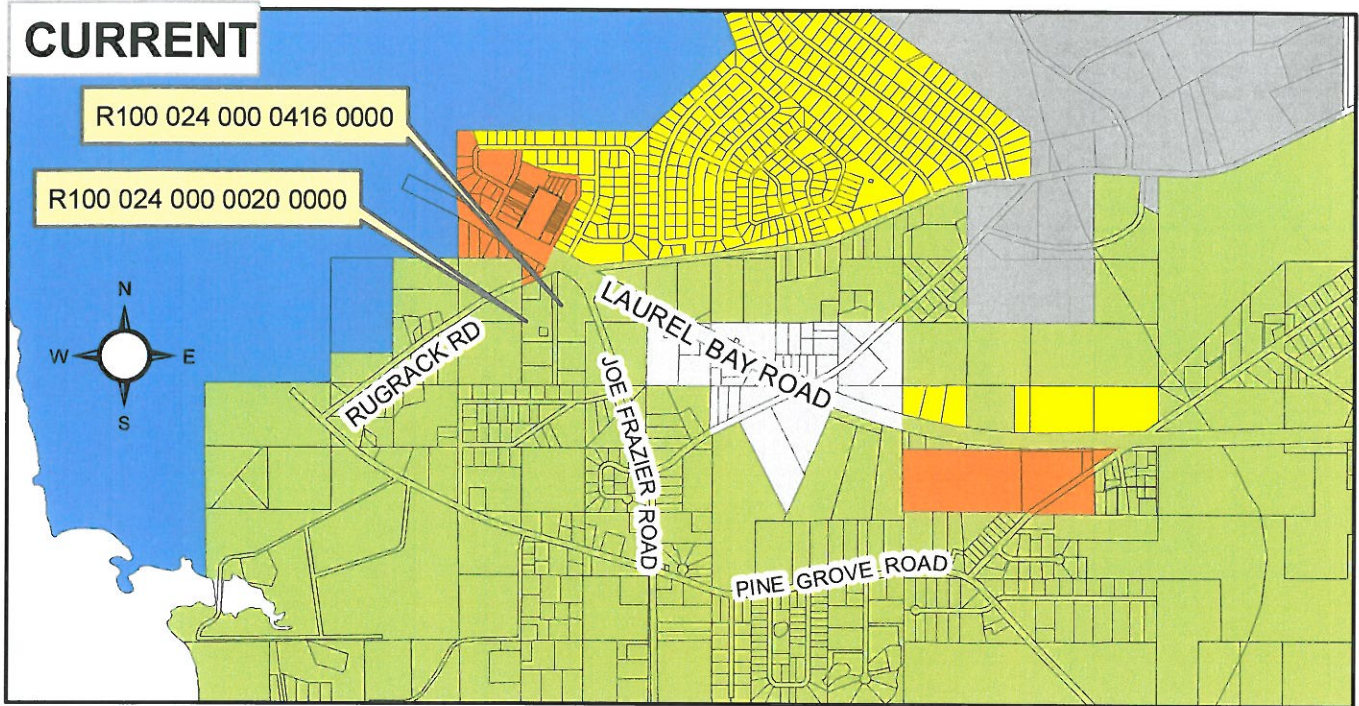 CURRENT
R100 024 000 0416 0000
R100 024 000 0020 0000
N
W
E
S
RUGRACK RD
LAUREL BAY ROAD
JOE FRAZIER ROAD
PINE GROVE ROAD